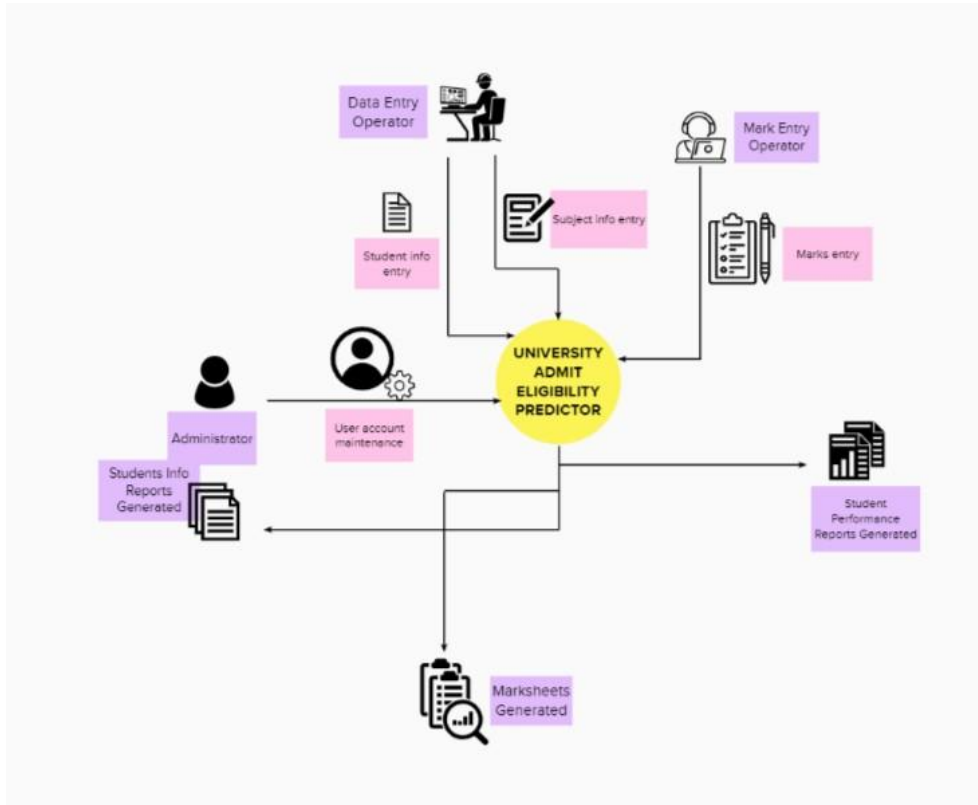 Data Entry
Operator
Mark Entry
Operator
Student info
entry
Subject info entry
Marks entry
UNIVERSITY
ADMIT
ELIGIBILITY
PREDICTOR
Administrator
User account
maintenance
Students Info
Reports
Generated
Student
Performance
Reports Generated
Marksheets
Generated